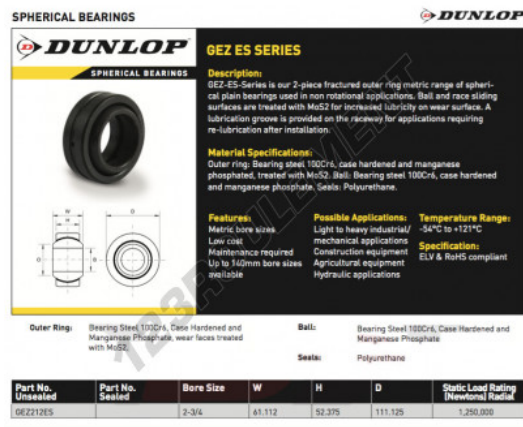 SPHERICAL BEARINGS
DUNLOP
DUNLOP
SPHERICAL BEARINGS
GEZ ES SERIES
Description:
GEZ-ES-Series is our 2-piece fractured outer ring metric range of spheri-
cal plain bearings used in non rotational applications. Ball and race sliding
surfaces are treated with MoS2 for increased lubricity on wear surface. A
lubrication groove is provided on the raceway for applications requiring
re-lubrication after installation.
Material Specifications:
Outer ring: Bearing steel 100Cr6, case hardened and manganese
phosphated, treated with MoS2. Ball: Bearing steel 100Cr6, case hardened
and manganese phosphate. Seals: Polyurethane.
Features:
Metric bore sizes
Low cost
Maintenance required
Up to 140mm bore sizes
available
Possible Applications:
Light to heavy industrial/
mechanical applications
Construction equipment
Agricultural equipment
Hydraulic applications
Temperature Range:
-54°C to +121°C
Specification:
ELV & RoHS compliant
W
H
D
B
D
Outer Ring: Bearing Steel 100Cr6, Case Hardened and
Manganese Phosphate, wear faces treated
with MoS2.
Ball: Bearing Steel 100Cr6, Case Hardened and
Manganese Phosphate
Seals: Polyurethane
123ROULEMENT
Part No. Unsealed Part No. Sealed Bore Size W H D Static Load Rating (Newtons) Radial
GEZ212ES 2-3/4 61.112 52.375 111.125 1,250,000